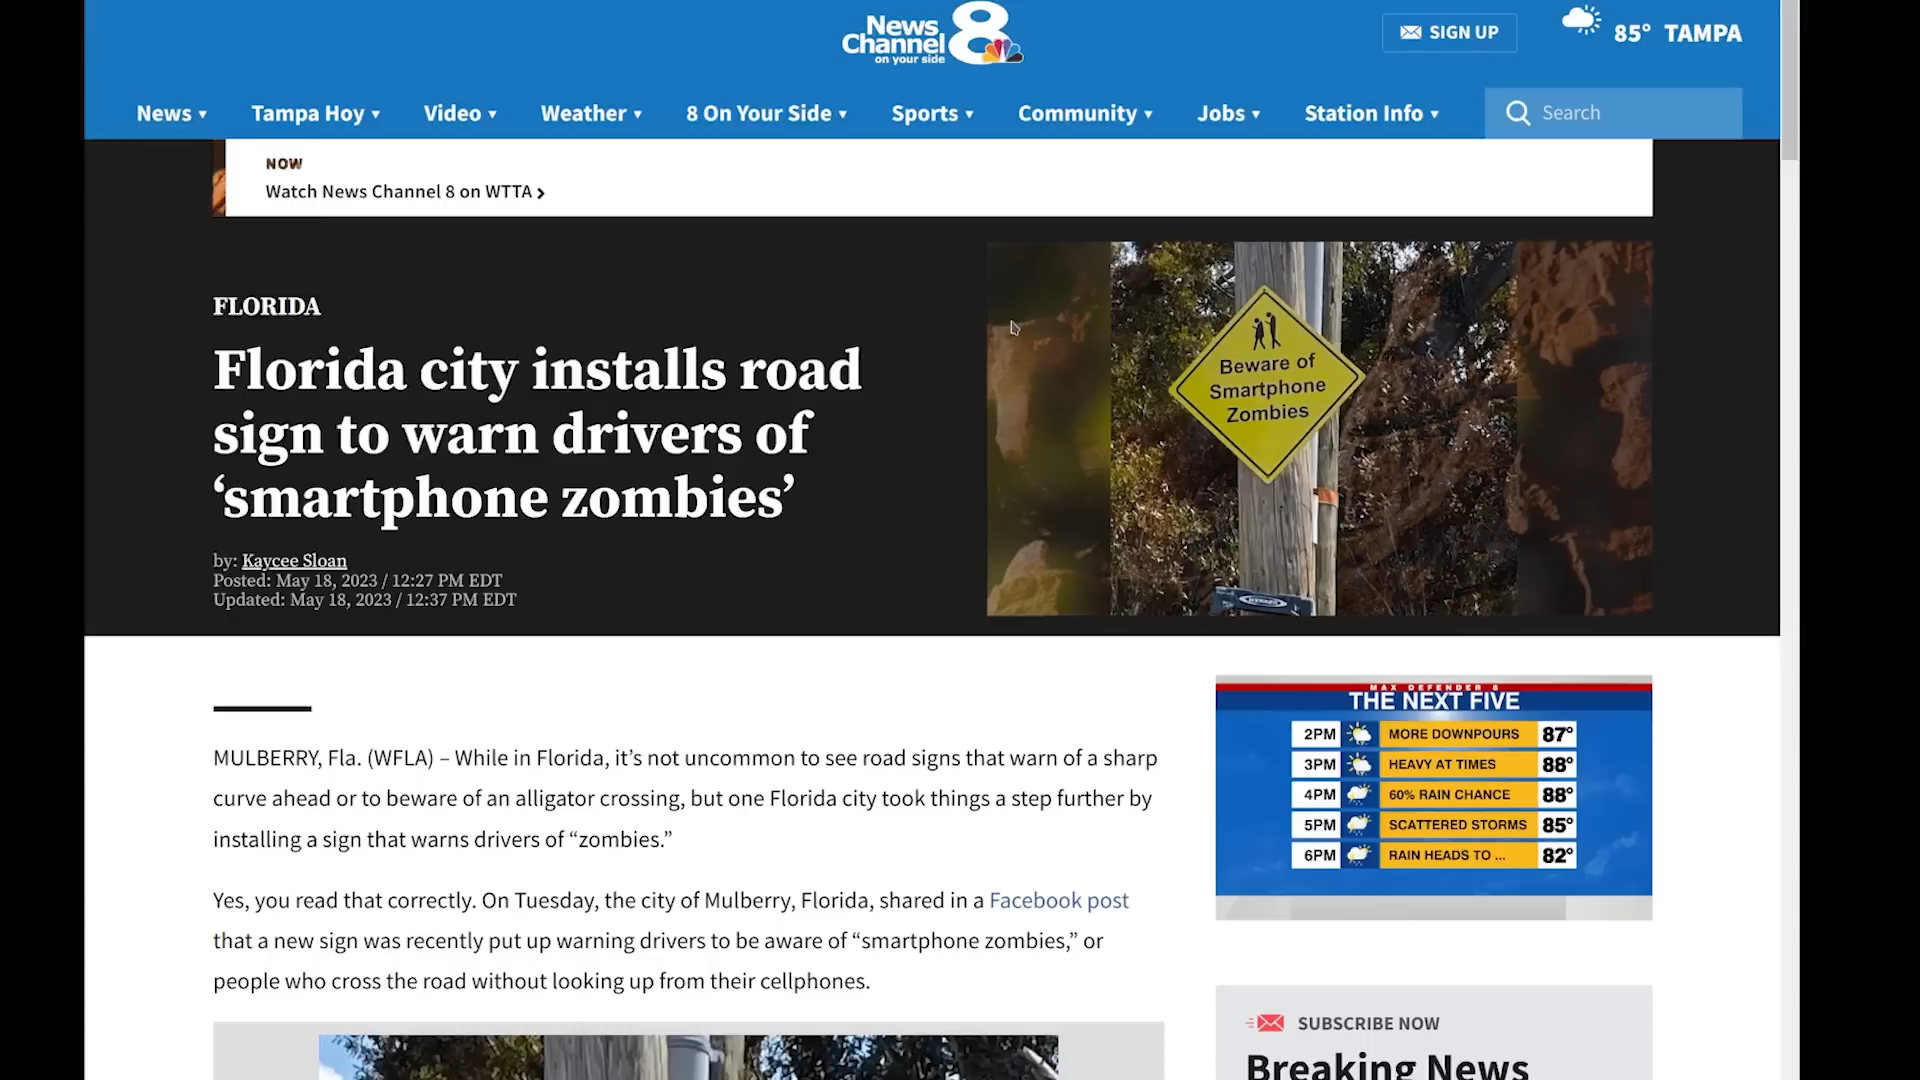 News
Channel 8
on your side
SIGN UP
85° TAMPA
News
Tampa Hoy
Video
Weather
8 On Your Side
Sports
Community
Jobs
Station Info
Search
NOW
Watch News Channel 8 on WTTA
FLORIDA
Florida city installs road
sign to warn drivers of
‘smartphone zombies’
by: Kaycee Sloan
Posted: May 18, 2023 / 12:27 PM EDT
Updated: May 18, 2023 / 12:37 PM EDT
Beware of
Smartphone
Zombies
MULBERRY, Fla. (WFLA) – While in Florida, it’s not uncommon to see road signs that warn of a sharp
curve ahead or to beware of an alligator crossing, but one Florida city took things a step further by
installing a sign that warns drivers of “zombies.”
Yes, you read that correctly. On Tuesday, the city of Mulberry, Florida, shared in a Facebook post
that a new sign was recently put up warning drivers to be aware of “smartphone zombies,” or
people who cross the road without looking up from their cellphones.
MAX DEFENDER 8
THE NEXT FIVE
2PM MORE DOWNPOURS 87°
3PM HEAVY AT TIMES 88°
4PM 60% RAIN CHANCE 88°
5PM SCATTERED STORMS 85°
6PM RAIN HEADS TO ... 82°
SUBSCRIBE NOW
Breaking News